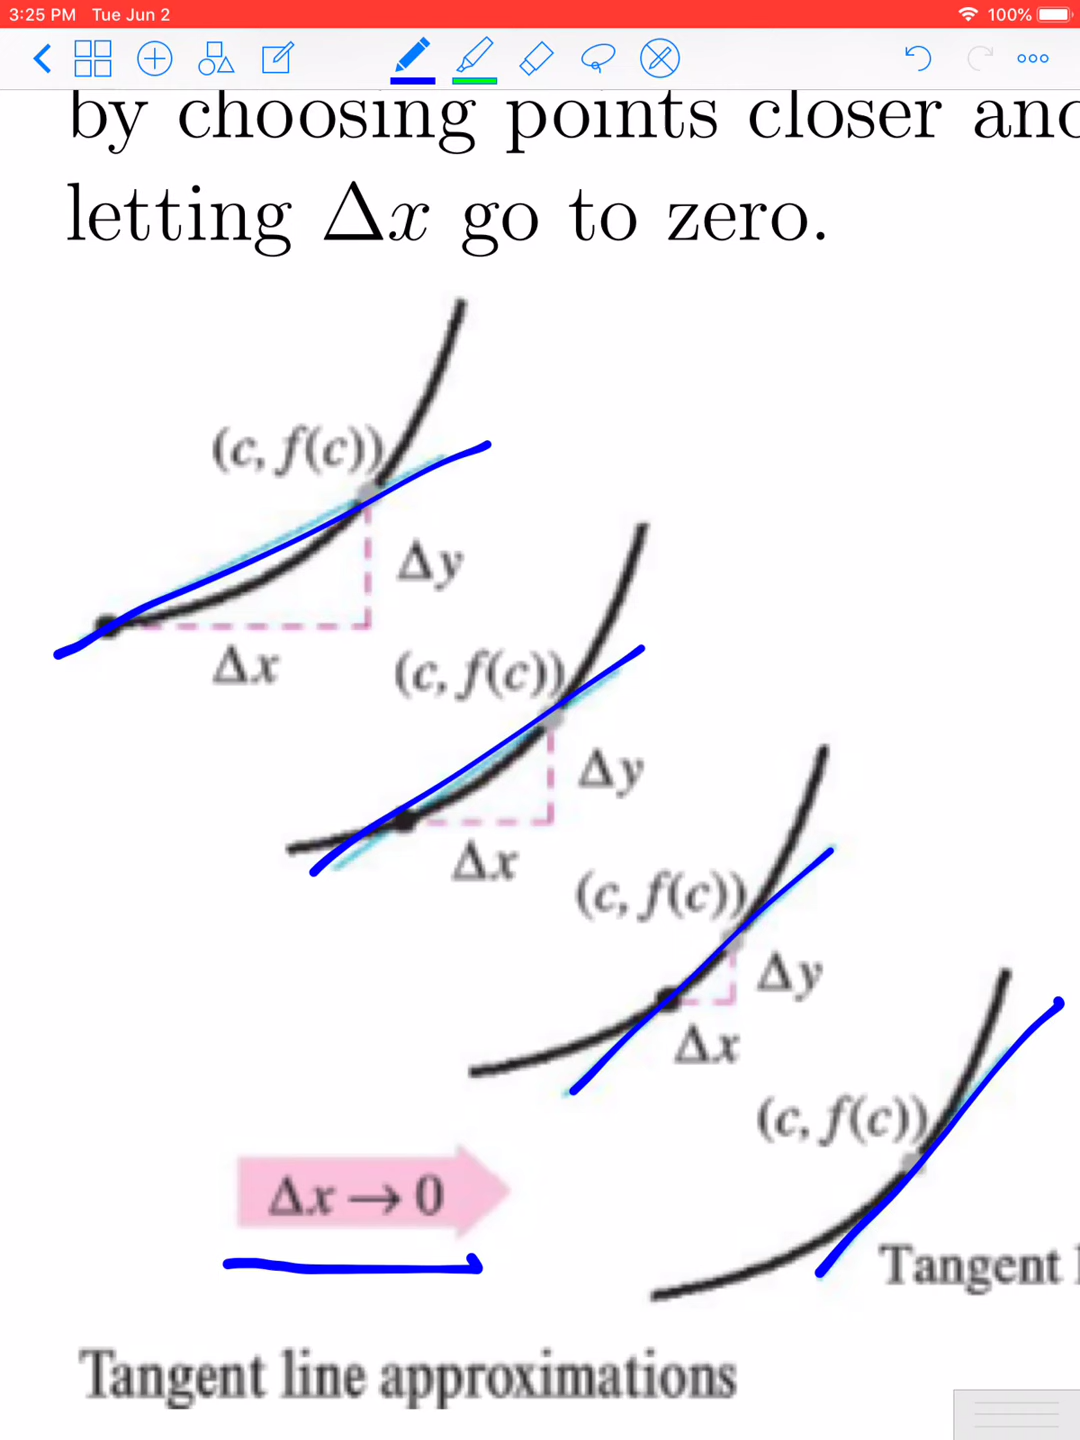 3:25 PM Tue Jun 2
100%
by choosing points closer and
letting Δx go to zero.
(c, f(c))
Δy
Δx
(c, f(c))
Δy
Δx
(c, f(c))
Δy
Δx
(c, f(c))
Δx → 0
Tangent
Tangent line approximations